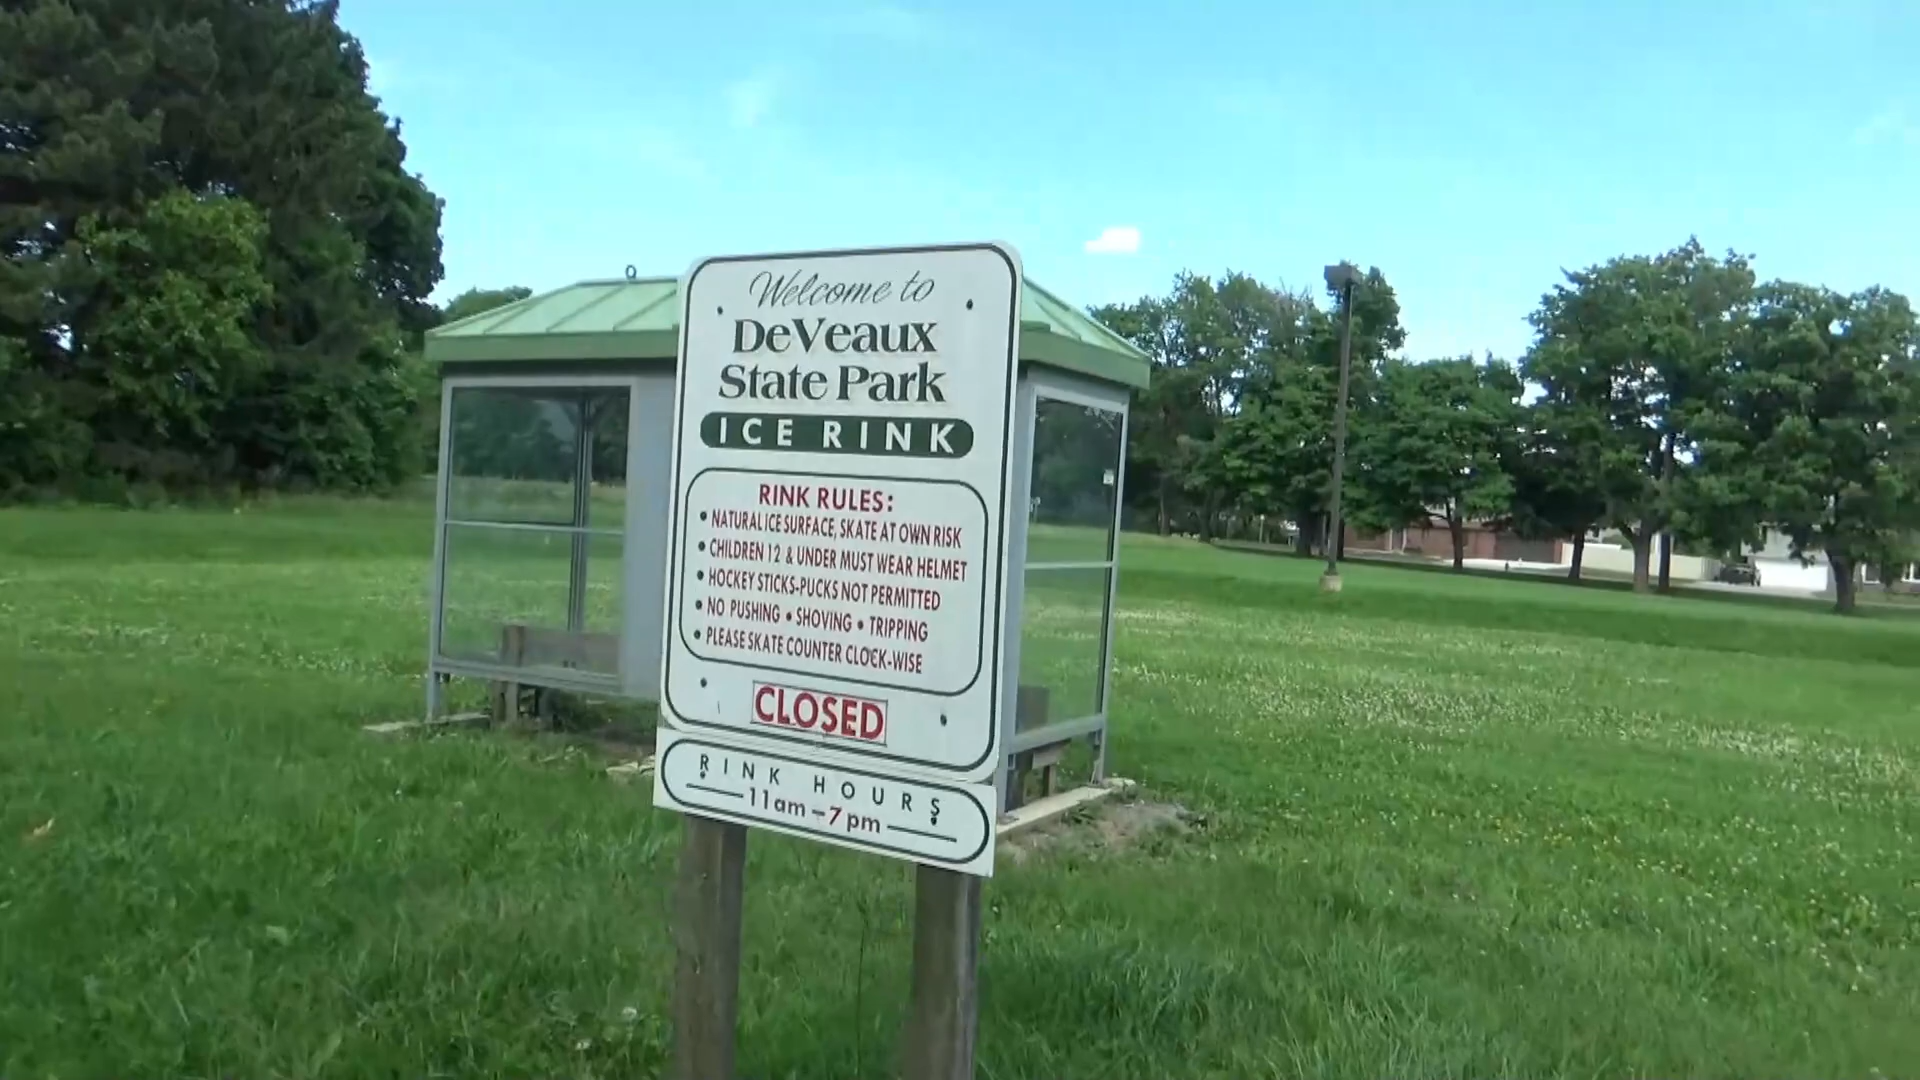 Welcome to
DeVeaux
State Park
ICE RINK
RINK RULES:
• NATURAL ICE SURFACE, SKATE AT OWN RISK
• CHILDREN 12 & UNDER MUST WEAR HELMET
• HOCKEY STICKS-PUCKS NOT PERMITTED
• NO PUSHING • SHOVING • TRIPPING
• PLEASE SKATE COUNTER CLOCK-WISE
CLOSED
RINK HOURS
11am – 7pm